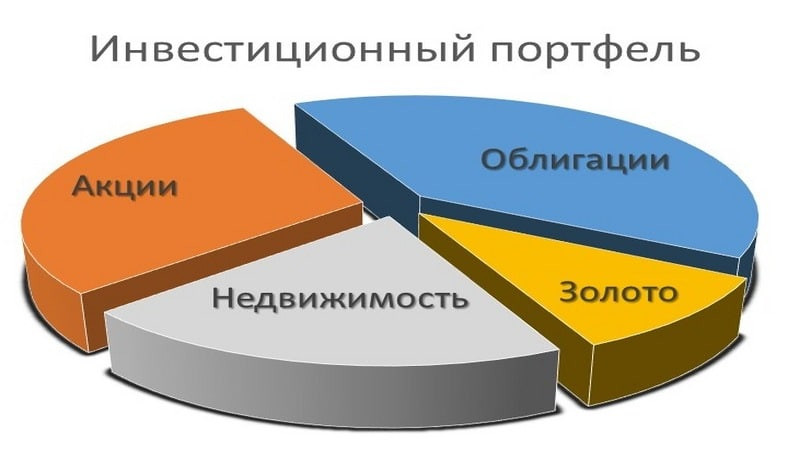 Инвестиционный портфель
Облигации
Акции
Недвижимость
Золото